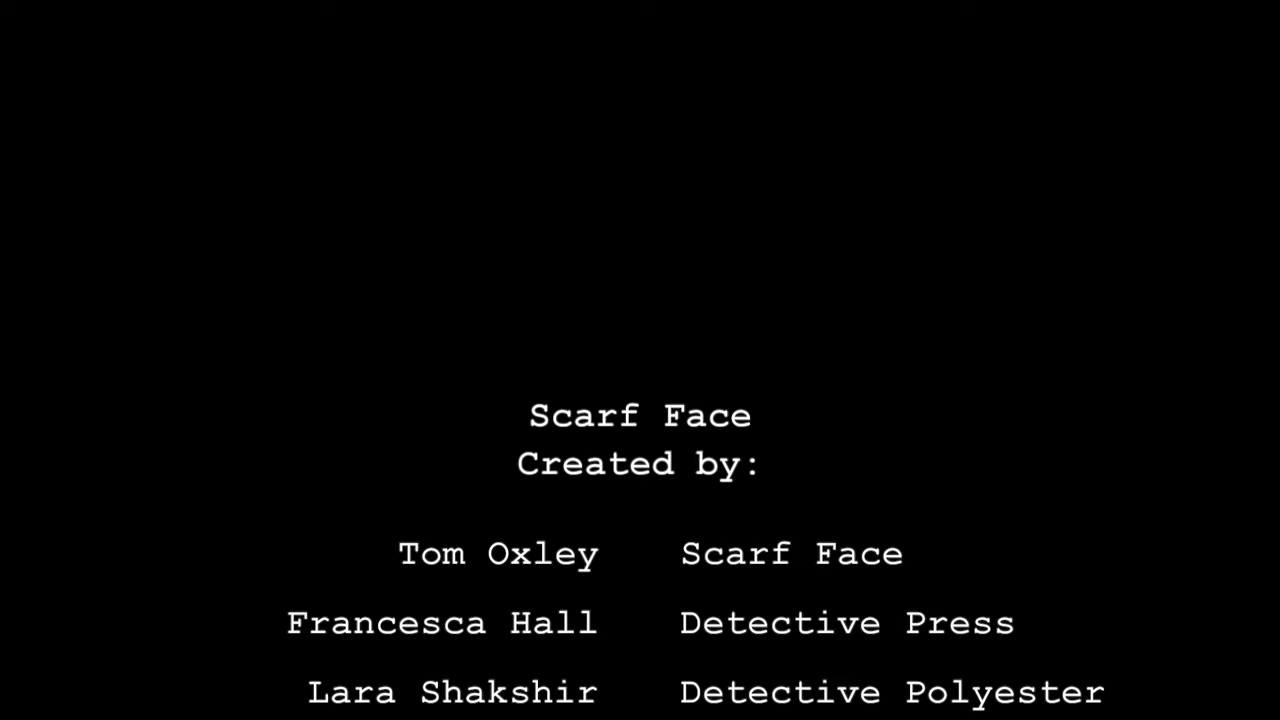 Scarf Face
Created by:
Tom Oxley Scarf Face
Francesca Hall Detective Press
Lara Shakshir Detective Polyester